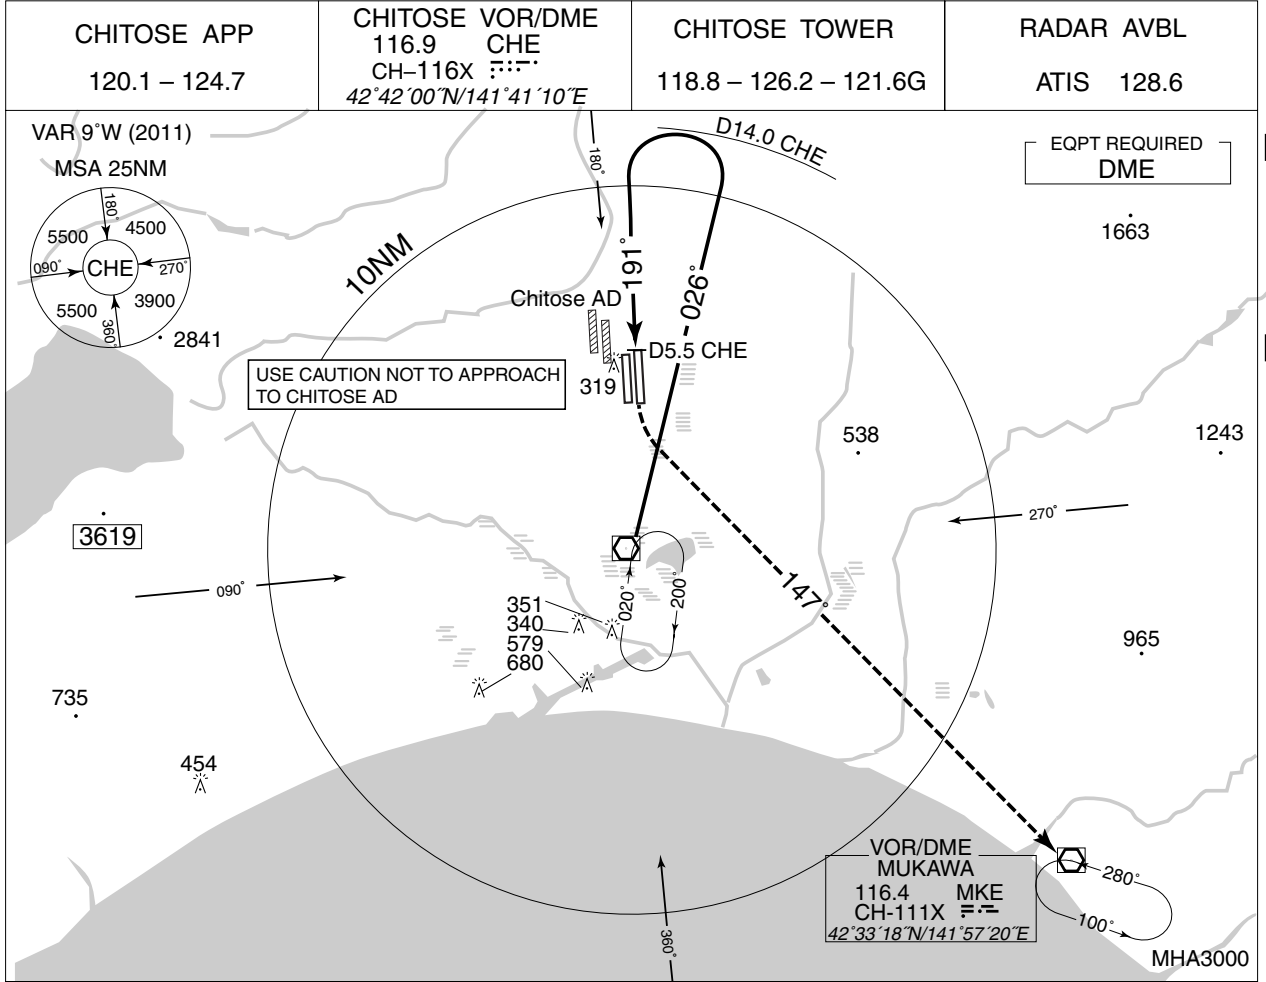 CHITOSE APP
120.1 – 124.7
CHITOSE VOR/DME
116.9 CHE
CH–116X
42°42´00˝N/141°41´10˝E
CHITOSE TOWER
118.8 – 126.2 – 121.6G
RADAR AVBL
ATIS 128.6
VAR 9°W (2011)
MSA 25NM
180°
5500
4500
090°
CHE
270°
5500
3900
360°
2841
180°
D14.0 CHE
EQPT REQUIRED
DME
1663
10NM
191°
026°
Chitose AD
D5.5 CHE
319
USE CAUTION NOT TO APPROACH
TO CHITOSE AD
538
1243
3619
270°
090°
147°
351
340
579
680
020°
200°
965
735
454
VOR/DME
MUKAWA
116.4 MKE
CH-111X
42°33´18˝N/141°57´20˝E
280°
100°
360°
MHA3000